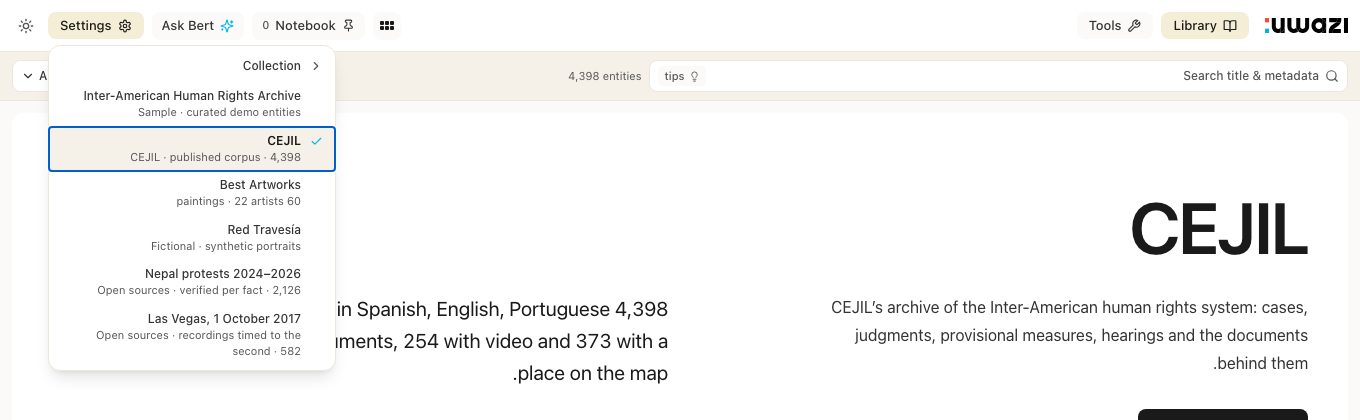 Settings
Ask Bert
0 Notebook
Tools
Library
uwazi
A
4,398 entities
tips
Search title & metadata
Collection
Inter-American Human Rights Archive
Sample · curated demo entities
CEJIL
CEJIL · published corpus · 4,398
Best Artworks
paintings · 22 artists 60
Red Travesía
Fictional · synthetic portraits
Nepal protests 2024–2026
Open sources · verified per fact · 2,126
Las Vegas, 1 October 2017
Open sources · recordings timed to the
second · 582
CEJIL
CEJIL's archive of the Inter-American human rights system: cases,
judgments, provisional measures, hearings and the documents
.behind them
in Spanish, English, Portuguese 4,398
uments, 254 with video and 373 with a
.place on the map